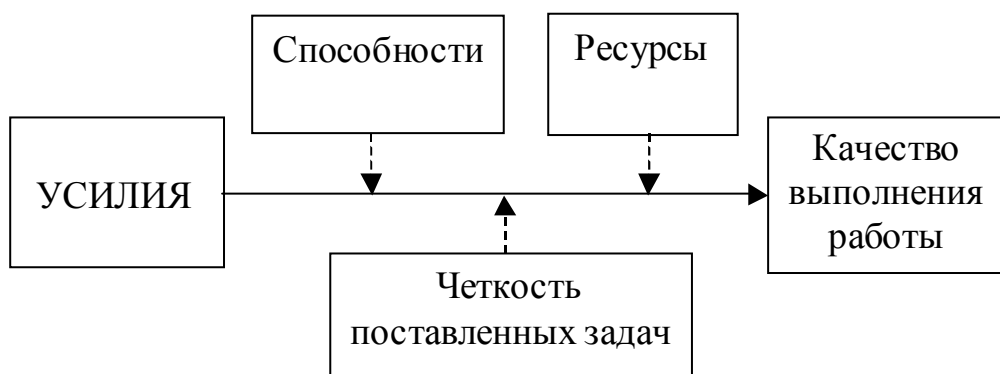 Способности
Ресурсы
УСИЛИЯ
Качество
выполнения
работы
Четкость
поставленных задач